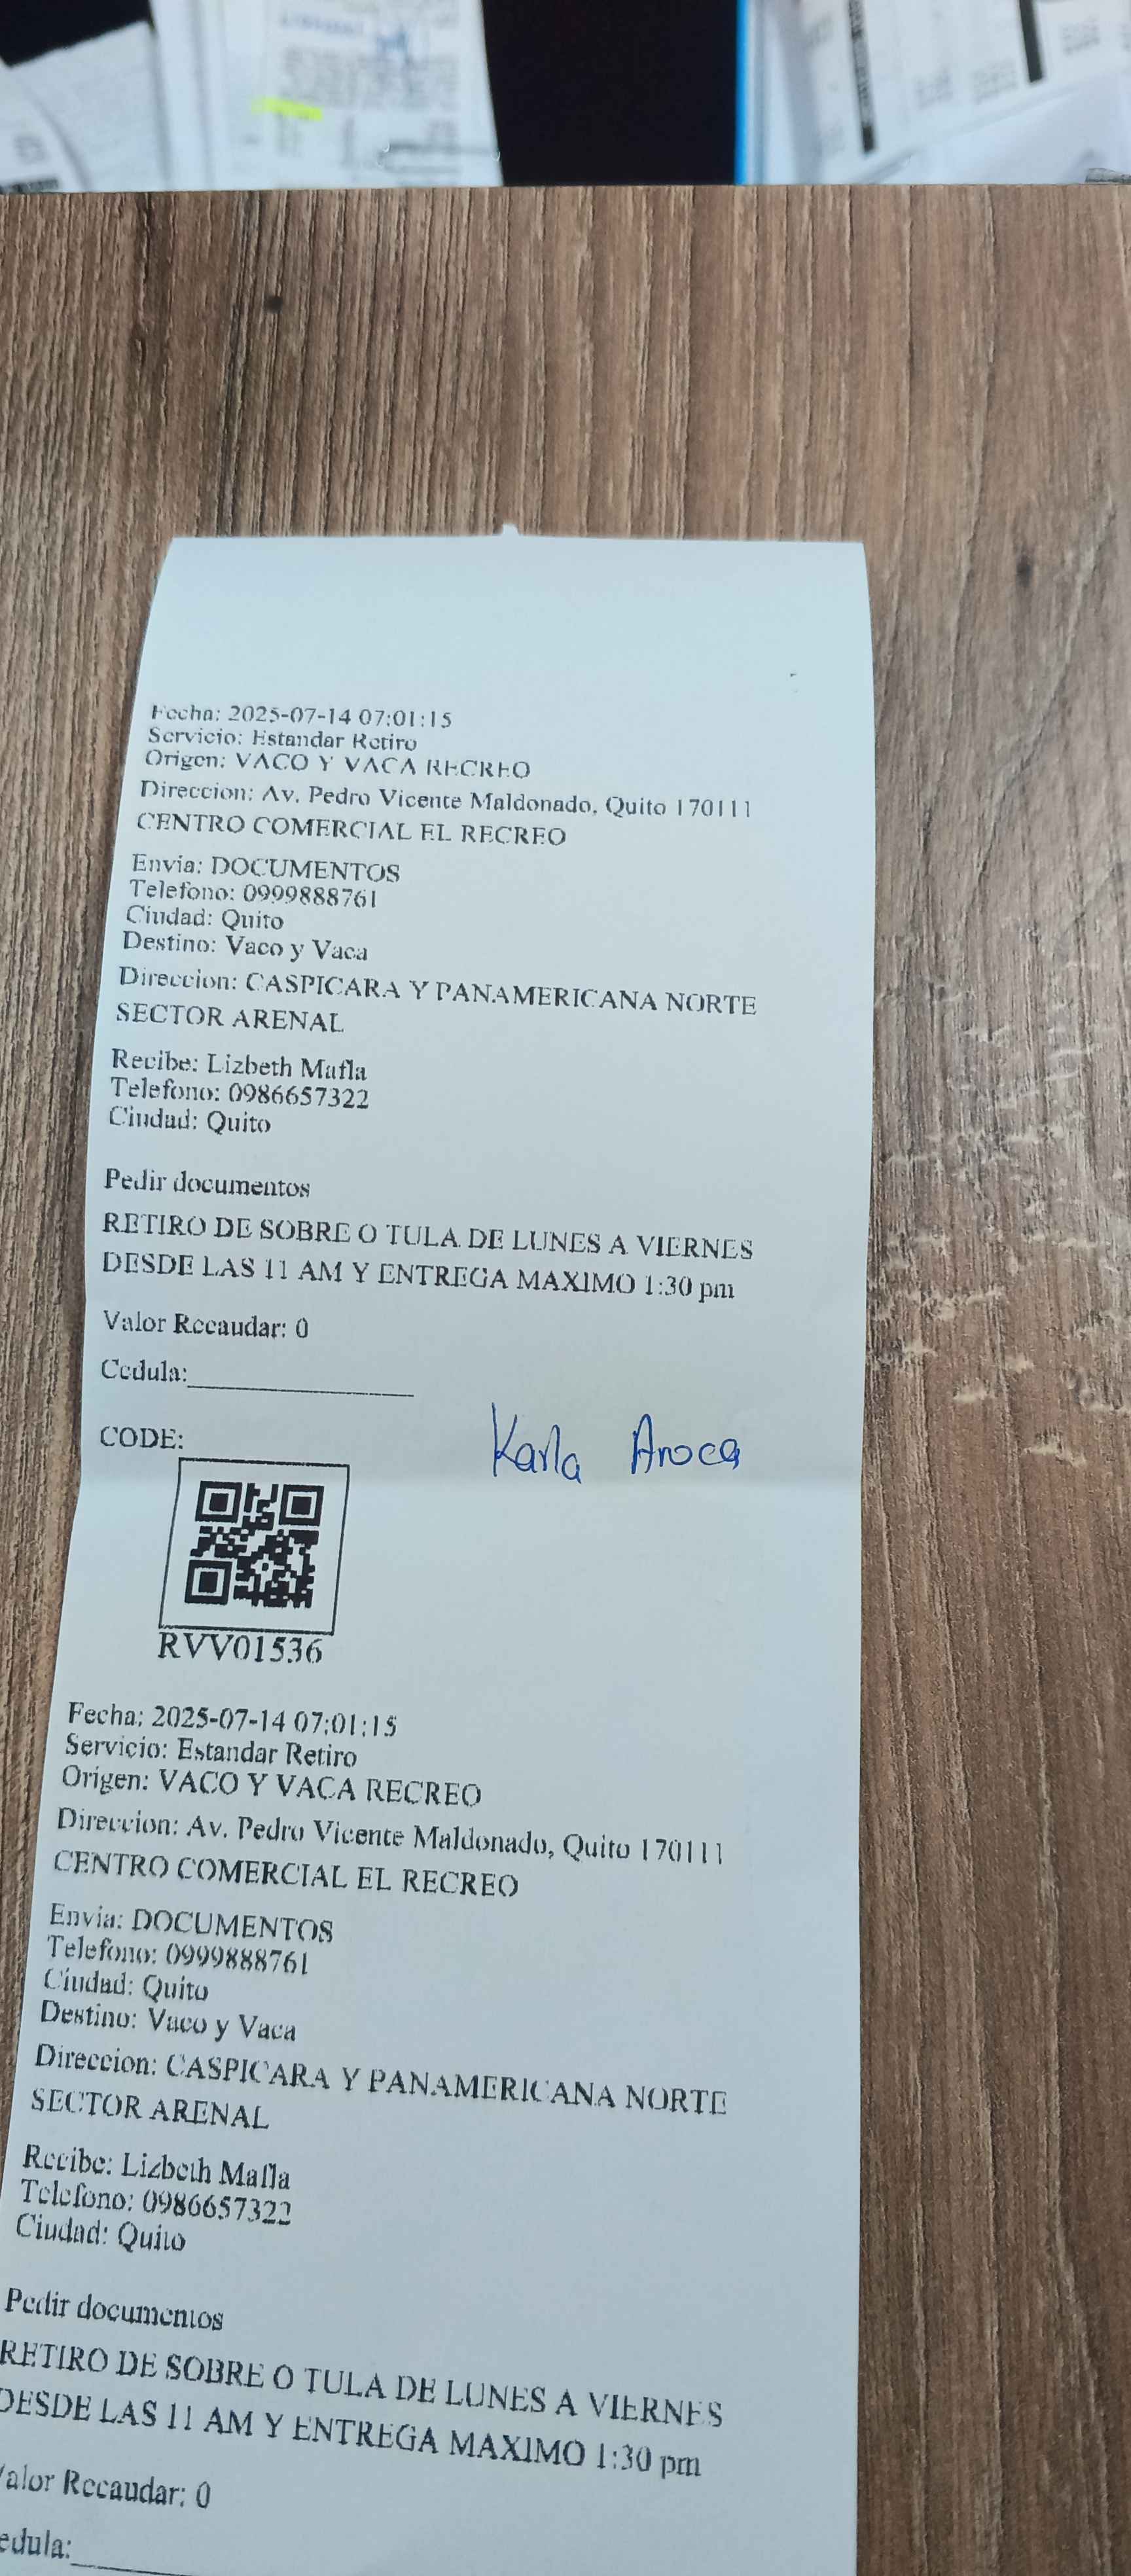 Fecha: 2025-07-14 07:01:15
Servicio: Estandar Retiro
Origen: VACO Y VACA RECREO
Direccion: Av. Pedro Vicente Maldonado, Quito 170111
CENTRO COMERCIAL EL RECREO
Envia: DOCUMENTOS
Telefono: 0999888761
Ciudad: Quito
Destino: Vaco y Vaca
Direccion: CASPICARA Y PANAMERICANA NORTE
SECTOR ARENAL
Recibe: Lizbeth Mafla
Telefono: 0986657322
Ciudad: Quito
Pedir documentos
RETIRO DE SOBRE O TULA DE LUNES A VIERNES
DESDE LAS 11 AM Y ENTREGA MAXIMO 1:30 pm
Valor Recaudar: 0
Cedula:
CODE:
Karla Aroca
RVV01536
Fecha: 2025-07-14 07:01:15
Servicio: Estandar Retiro
Origen: VACO Y VACA RECREO
Direccion: Av. Pedro Vicente Maldonado, Quito 170111
CENTRO COMERCIAL EL RECREO
Envia: DOCUMENTOS
Telefono: 0999888761
Ciudad: Quito
Destino: Vaco y Vaca
Direccion: CASPICARA Y PANAMERICANA NORTE
SECTOR ARENAL
Recibe: Lizbeth Mafla
Telefono: 0986657322
Ciudad: Quito
Pedir documentos
RETIRO DE SOBRE O TULA DE LUNES A VIERNES
DESDE LAS 11 AM Y ENTREGA MAXIMO 1:30 pm
Valor Recaudar: 0
edula: